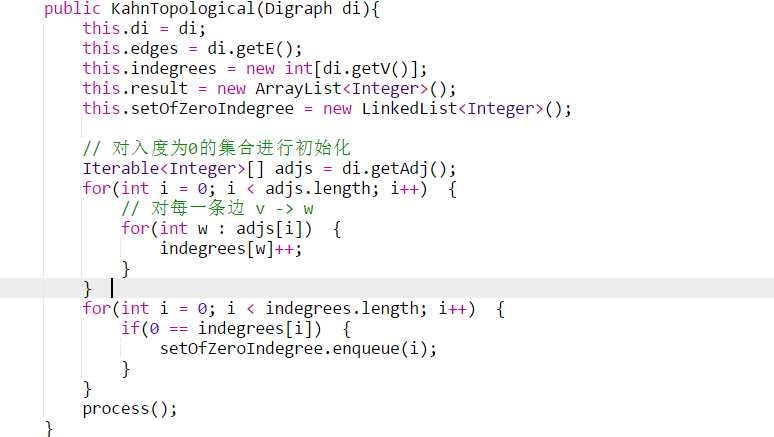 public KahnTopological(Digraph di){
this.di = di;
this.edges = di.getE();
this.indegrees = new int[di.getV()];
this.result = new ArrayList<Integer>();
this.setOfZeroIndegree = new LinkedList<Integer>();
// 对入度为0的集合进行初始化
Iterable<Integer>[] adjs = di.getAdj();
for(int i = 0; i < adjs.length; i++)  {
// 对每一条边 v -> w
for(int w : adjs[i])  {
indegrees[w]++;
}
}
for(int i = 0; i < indegrees.length; i++)  {
if(0 == indegrees[i])  {
setOfZeroIndegree.enqueue(i);
}
}
process();
}